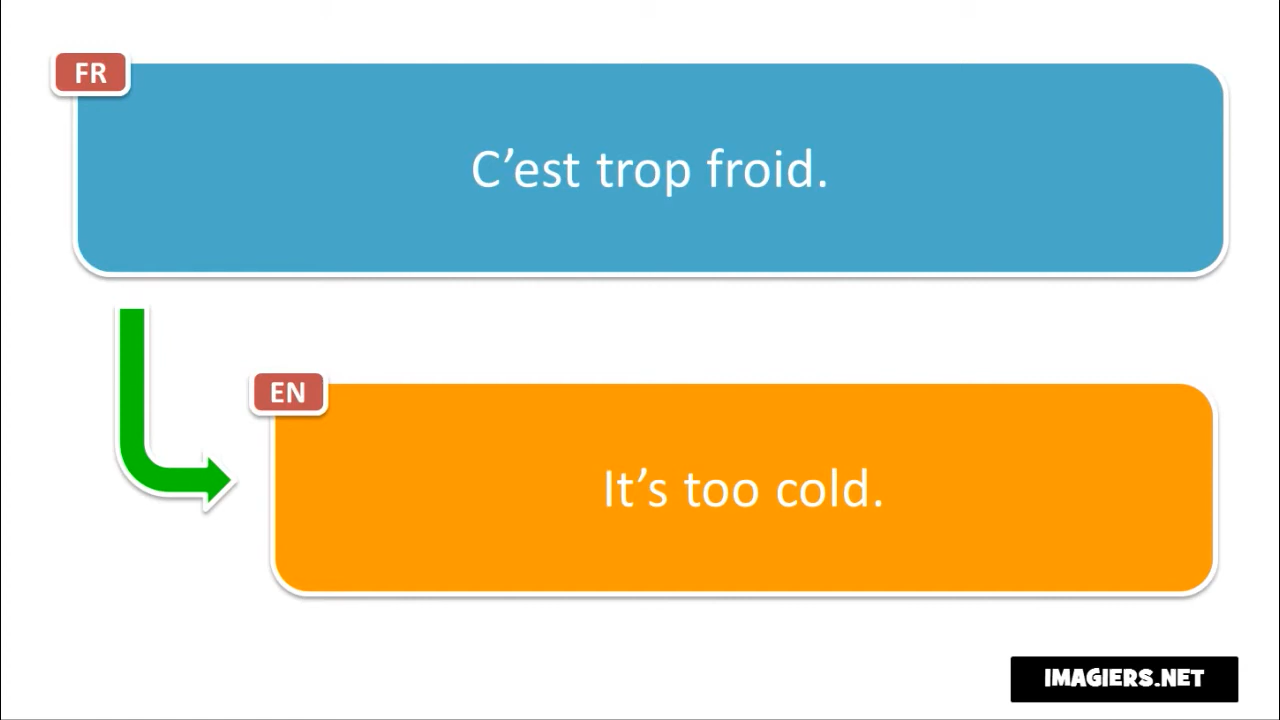 FR
C’est trop froid.
EN
It’s too cold.
IMAGIERS.NET